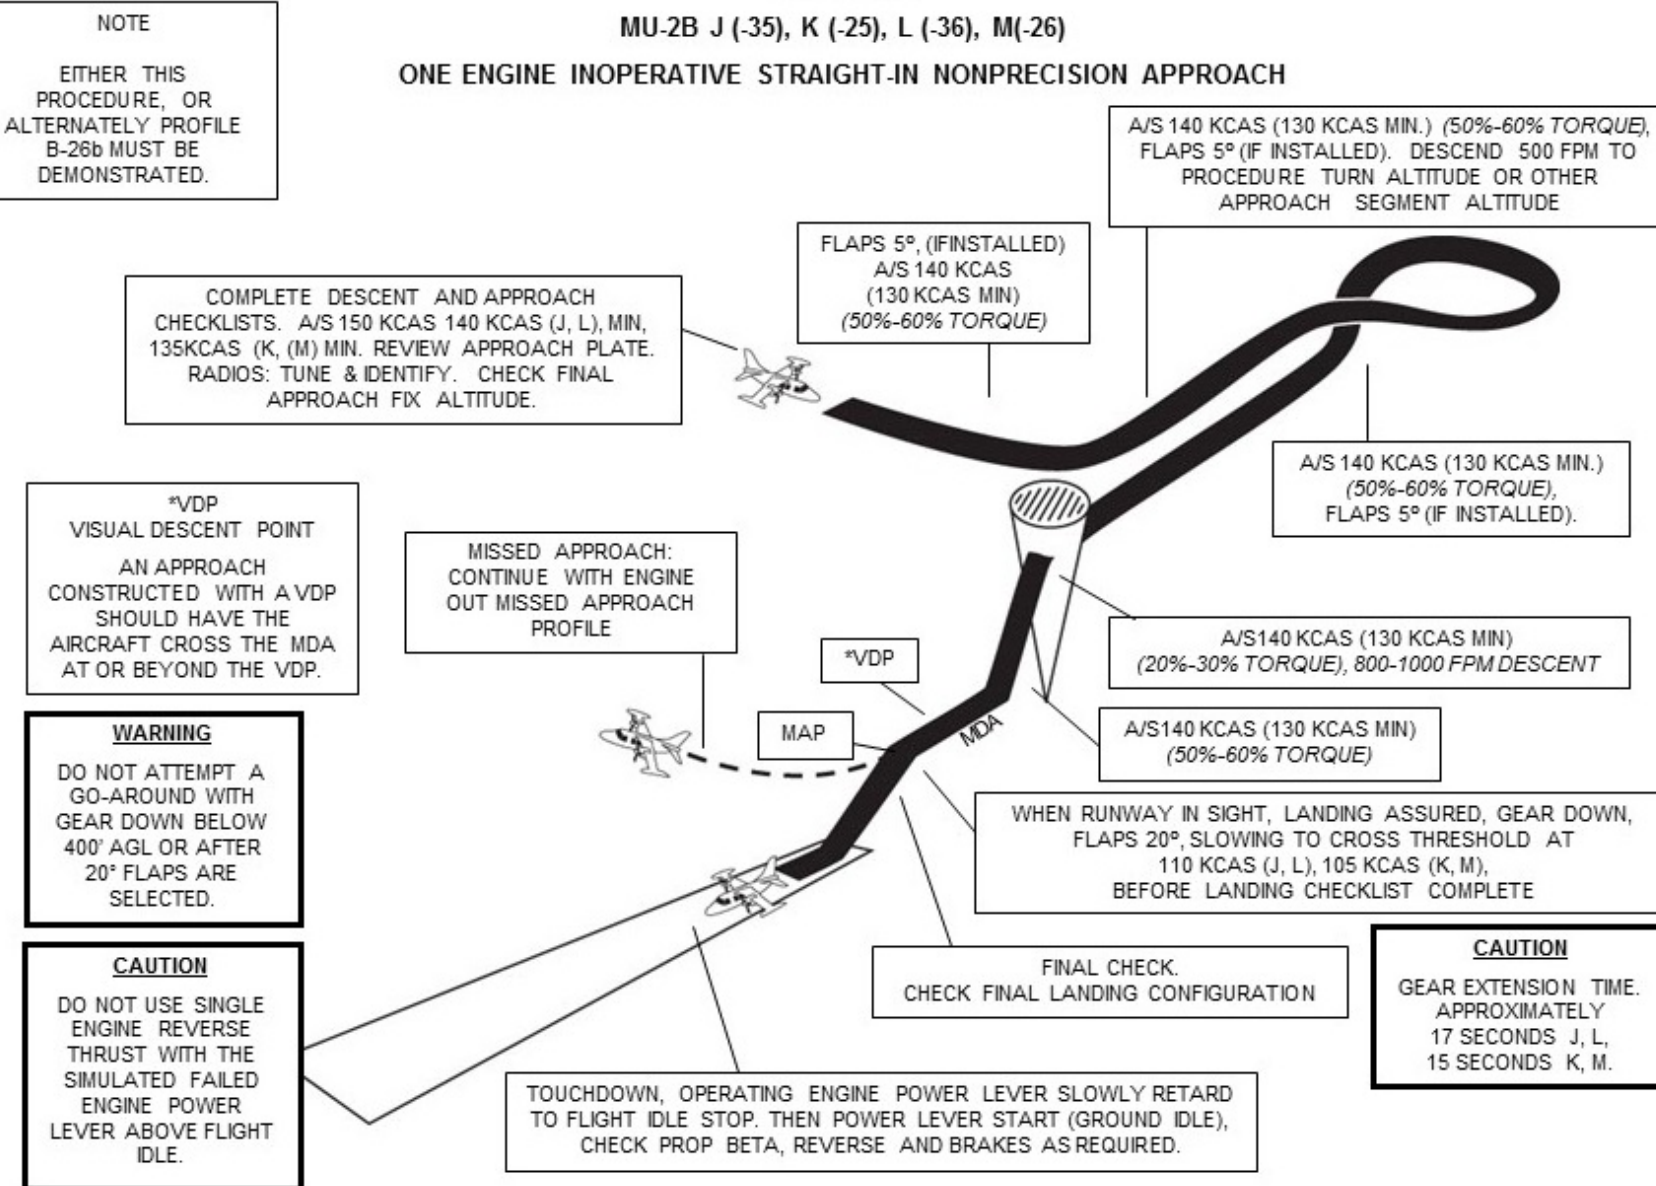 MU-2B J (-35), K (-25), L (-36), M(-26)
ONE ENGINE INOPERATIVE STRAIGHT-IN NONPRECISION APPROACH
NOTE
EITHER THIS
PROCEDURE, OR
ALTERNATELY PROFILE
B-26b MUST BE
DEMONSTRATED.
A/S 140 KCAS (130 KCAS MIN.) (50%-60% TORQUE),
FLAPS 5º (IF INSTALLED). DESCEND 500 FPM TO
PROCEDURE TURN ALTITUDE OR OTHER
APPROACH SEGMENT ALTITUDE
FLAPS 5º, (IFINSTALLED)
A/S 140 KCAS
(130 KCAS MIN)
(50%-60% TORQUE)
COMPLETE DESCENT AND APPROACH
CHECKLISTS. A/S 150 KCAS 140 KCAS (J, L), MIN,
135KCAS (K, (M) MIN. REVIEW APPROACH PLATE.
RADIOS: TUNE & IDENTIFY. CHECK FINAL
APPROACH FIX ALTITUDE.
A/S 140 KCAS (130 KCAS MIN.)
(50%-60% TORQUE),
FLAPS 5º (IF INSTALLED).
*VDP
VISUAL DESCENT POINT
AN APPROACH
CONSTRUCTED WITH A VDP
SHOULD HAVE THE
AIRCRAFT CROSS THE MDA
AT OR BEYOND THE VDP.
MISSED APPROACH:
CONTINUE WITH ENGINE
OUT MISSED APPROACH
PROFILE
A/S140 KCAS (130 KCAS MIN)
(20%-30% TORQUE), 800-1000 FPM DESCENT
*VDP
MAP
MDA
A/S140 KCAS (130 KCAS MIN)
(50%-60% TORQUE)
WARNING
DO NOT ATTEMPT A
GO-AROUND WITH
GEAR DOWN BELOW
400' AGL OR AFTER
20° FLAPS ARE
SELECTED.
WHEN RUNWAY IN SIGHT, LANDING ASSURED, GEAR DOWN,
FLAPS 20º, SLOWING TO CROSS THRESHOLD AT
110 KCAS (J, L), 105 KCAS (K, M),
BEFORE LANDING CHECKLIST COMPLETE
CAUTION
DO NOT USE SINGLE
ENGINE REVERSE
THRUST WITH THE
SIMULATED FAILED
ENGINE POWER
LEVER ABOVE FLIGHT
IDLE.
FINAL CHECK.
CHECK FINAL LANDING CONFIGURATION
CAUTION
GEAR EXTENSION TIME.
APPROXIMATELY
17 SECONDS J, L,
15 SECONDS K, M.
TOUCHDOWN, OPERATING ENGINE POWER LEVER SLOWLY RETARD
TO FLIGHT IDLE STOP. THEN POWER LEVER START (GROUND IDLE),
CHECK PROP BETA, REVERSE AND BRAKES AS REQUIRED.